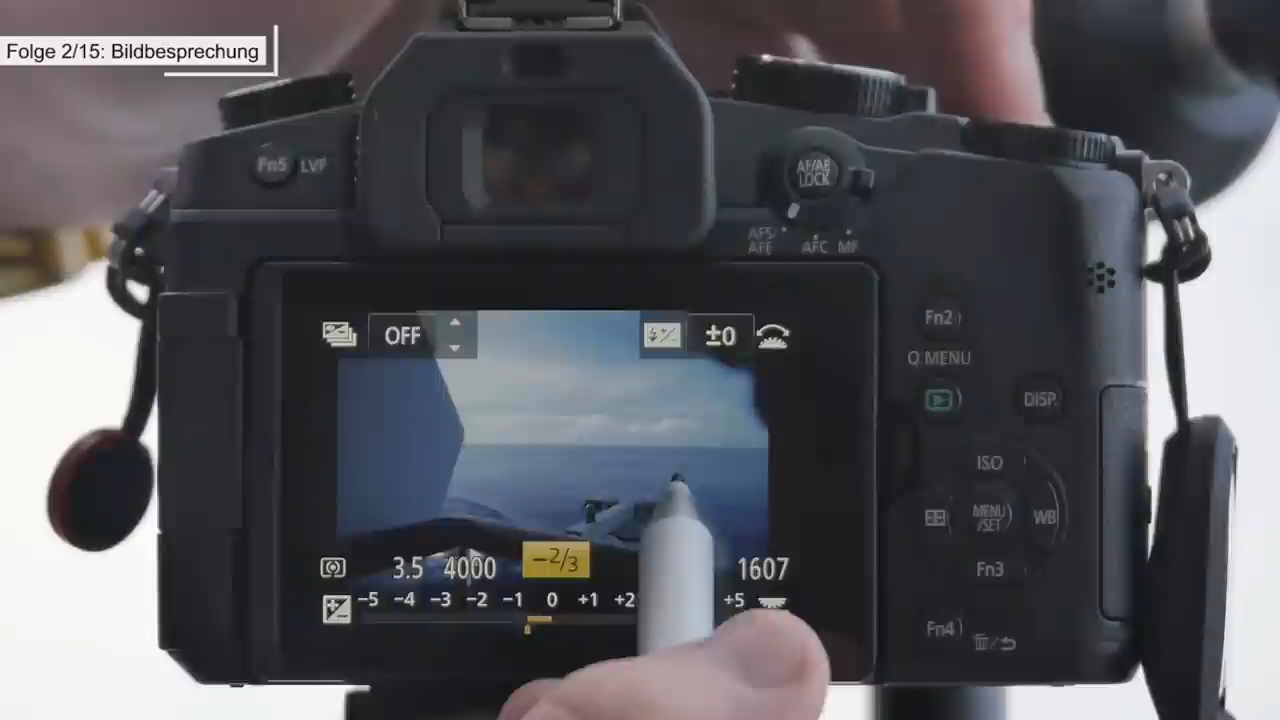 Folge 2/15: Bildbesprechung
Fn5 LVF
AF/AE
LOCK
AFS/
AFF AFC MF
OFF ±0
Fn2
Q.MENU
DISP.
ISO
MENU
/SET
WB
Fn3
Fn4
3.5 4000 −2/3 1607
−5 −4 −3 −2 −1 0 +1 +2 +5